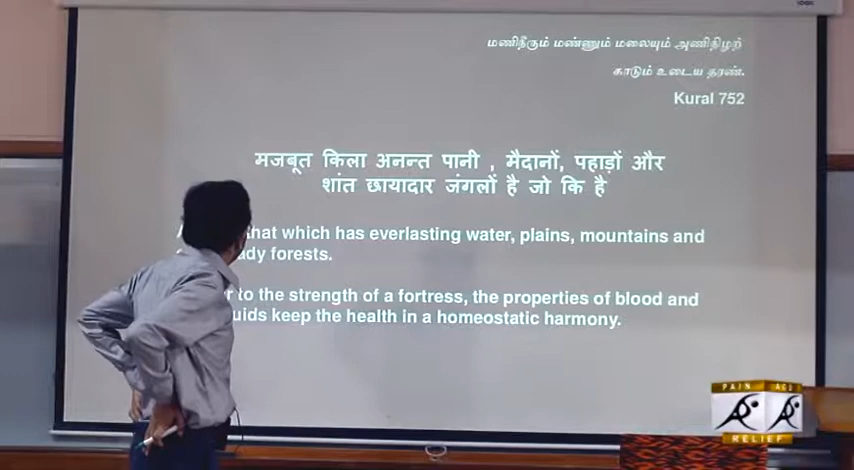 மணிநீரும் மண்ணும் மலையும் அணிநிழற்
காடும் உடைய தரண்.
Kural 752
मजबूत किला अनन्त पानी , मैदानों, पहाड़ों और
शांत छायादार जंगलों है जो कि है
that which has everlasting water, plains, mountains and
forests.
to the strength of a fortress, the properties of blood and
keep the health in a homeostatic harmony.
PAIN
RELIEF